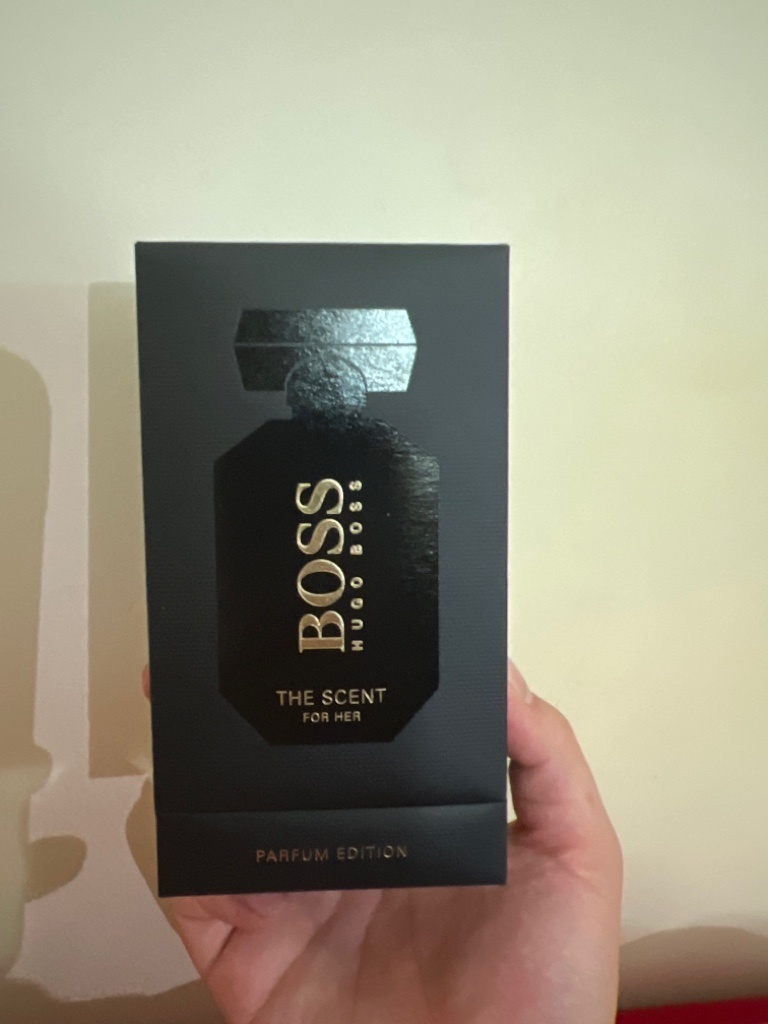 BOSS
HUGO BOSS
THE SCENT
FOR HER
PARFUM EDITION